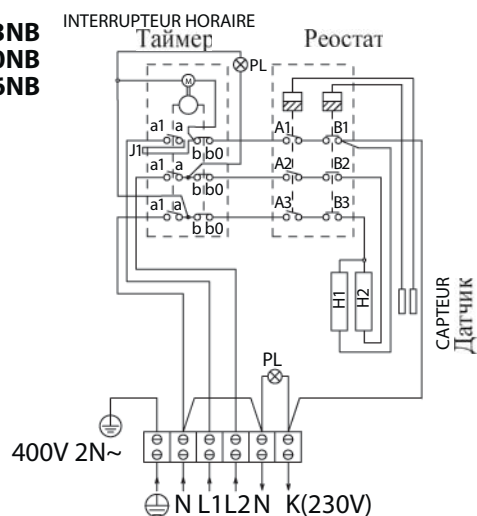 3NB
0NB
5NB
INTERRUPTEUR HORAIRE
Таймер
Реостат
PL
M
a1 a
A1
B1
J1
b b0
a1 a
A2
B2
b b0
a1 a
A3
B3
b b0
H1
H2
CAPTEUR
Датчик
PL
400V 2N~
N L1 L2 N K(230V)